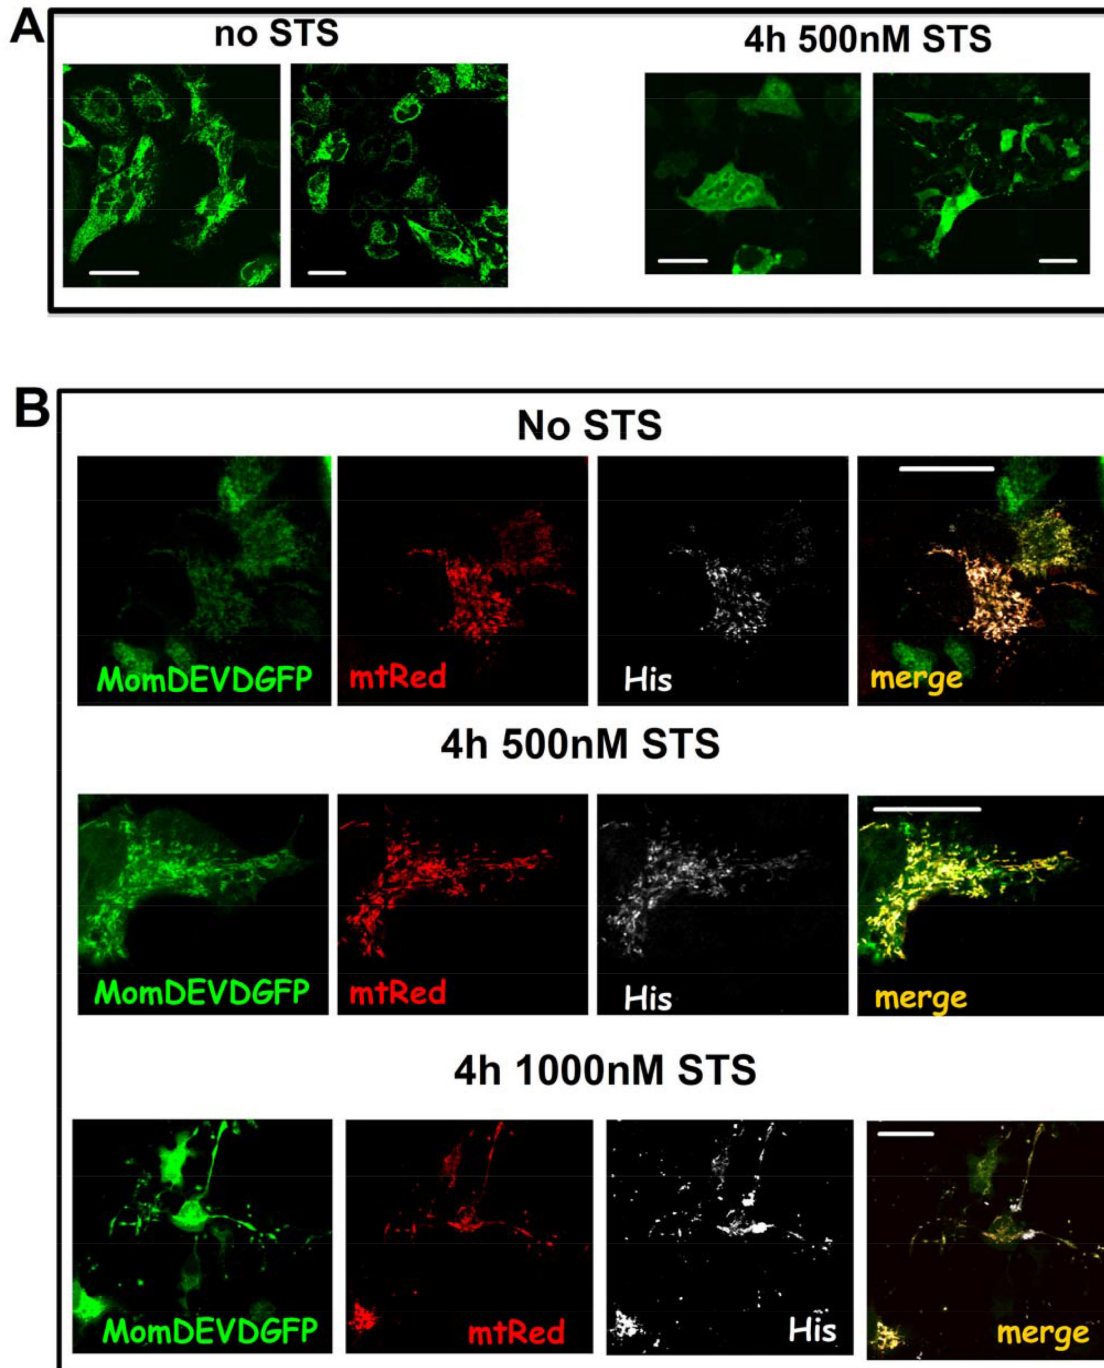 A
no STS
4h 500nM STS
B
No STS
MomDEVDGFP
mtRed
His
merge
4h 500nM STS
MomDEVDGFP
mtRed
His
merge
4h 1000nM STS
MomDEVDGFP
mtRed
His
merge